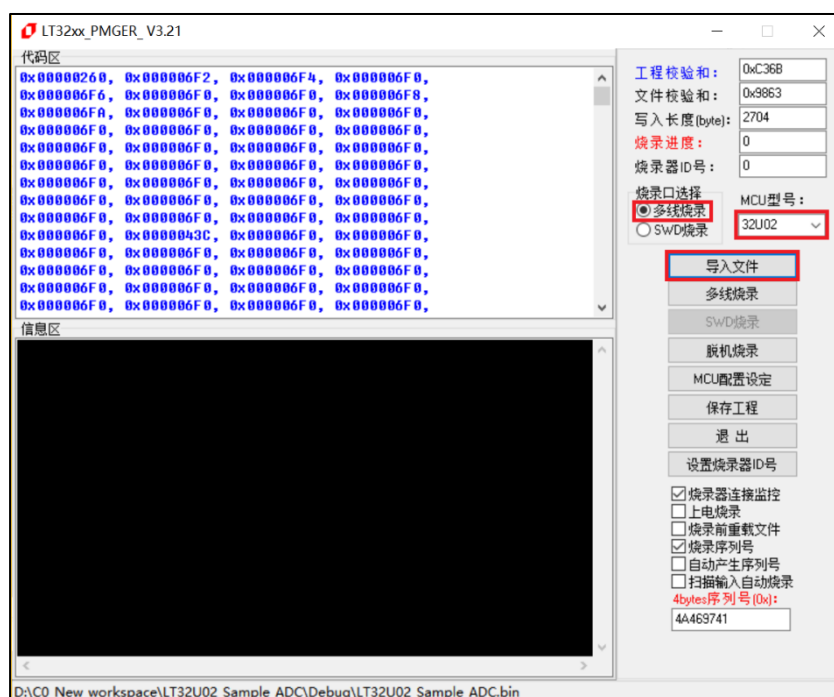 LT32xx_PMGER_ V3.21
代码区
0x00000260, 0x000006F2, 0x000006F4, 0x000006F0,
0x000006F6, 0x000006F0, 0x000006F0, 0x000006F8,
0x000006FA, 0x000006F0, 0x000006F0, 0x000006F0,
0x000006F0, 0x000006F0, 0x000006F0, 0x000006F0,
0x000006F0, 0x000006F0, 0x000006F0, 0x000006F0,
0x000006F0, 0x000006F0, 0x000006F0, 0x000006F0,
0x000006F0, 0x000006F0, 0x000006F0, 0x000006F0,
0x000006F0, 0x000006F0, 0x000006F0, 0x000006F0,
0x000006F0, 0x000006F0, 0x000006F0, 0x000006F0,
0x000006F0, 0x0000043C, 0x000006F0, 0x000006F0,
0x000006F0, 0x000006F0, 0x000006F0, 0x000006F0,
0x000006F0, 0x000006F0, 0x000006F0, 0x000006F0,
0x000006F0, 0x000006F0, 0x000006F0, 0x000006F0,
0x000006F0, 0x000006F0, 0x000006F0, 0x000006F0,
信息区
工程校验和: 0xC36B
文件校验和: 0x9863
写入长度(byte): 2704
烧录进度: 0
烧录器ID号: 0
烧录口选择
多线烧录
SWD烧录
MCU型号:
32U02
导入文件
多线烧录
SWD烧录
脱机烧录
MCU配置设定
保存工程
退 出
设置烧录器ID号
烧录器连接监控
上电烧录
烧录前重载文件
烧录序列号
自动产生序列号
扫描输入自动烧录
4bytes序列号(0x):
4A469741
D:\C0_New_workspace\LT32U02_Sample_ADC\Debug\LT32U02_Sample_ADC.bin